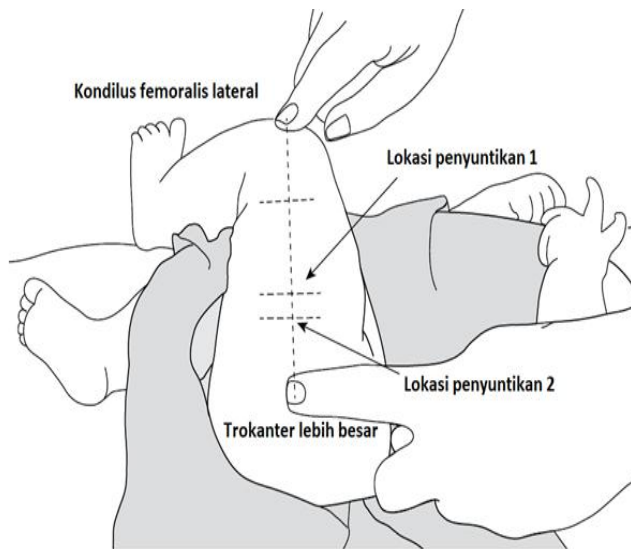 Kondilus femoralis lateral
Lokasi penyuntikan 1
Lokasi penyuntikan 2
Trokanter lebih besar